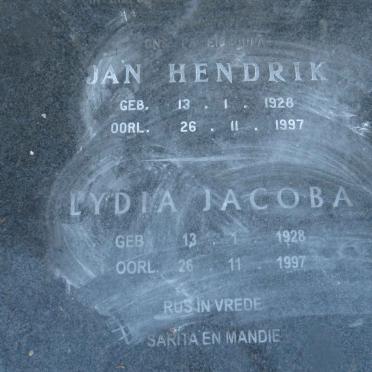 JAN HENDRIK
GEB. 13 . 1 . 1928
OORL. 26 . 11 . 1997
LYDIA JACOBA
GEB 13 . 1 . 1928
OORL. 26 . 11 . 1997
RUS IN VREDE
SARITA EN MANDIE